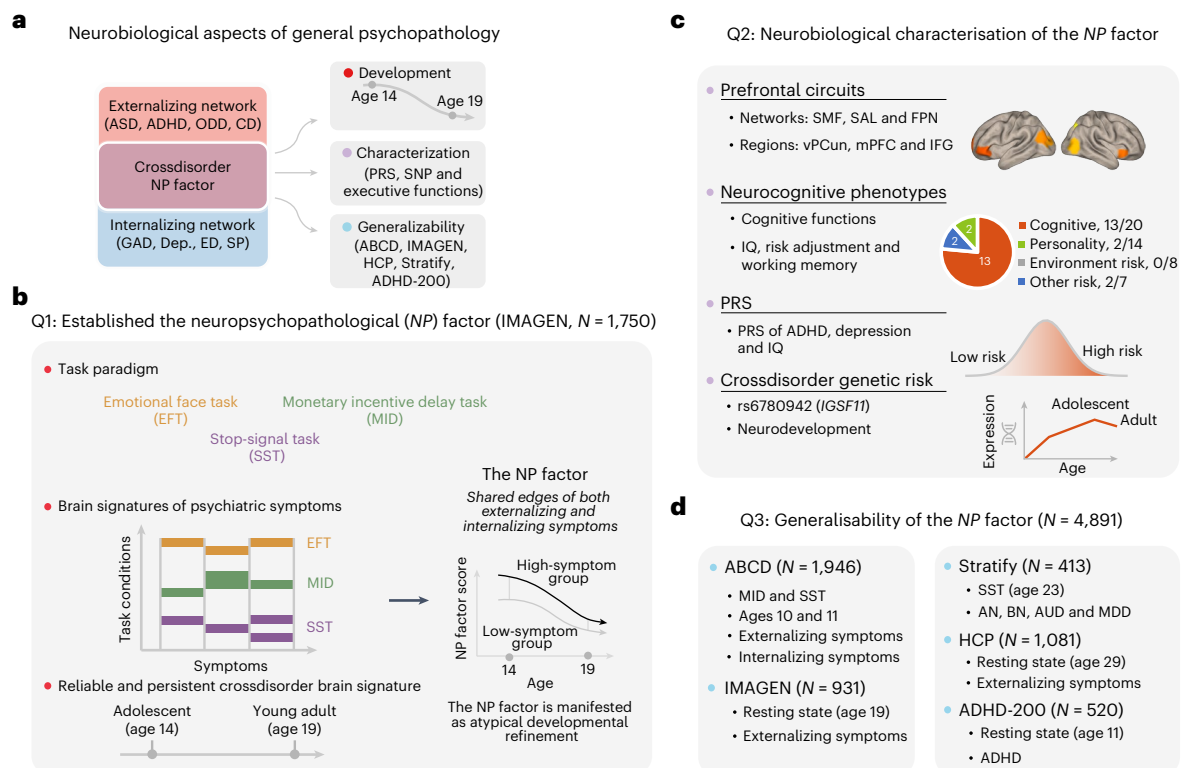 a
Neurobiological aspects of general psychopathology
Externalizing network
(ASD, ADHD, ODD, CD)
Crossdisorder
NP factor
Internalizing network
(GAD, Dep., ED, SP)
Development
Age 14
Age 19
Characterization
(PRS, SNP and
executive functions)
Generalizability
(ABCD, IMAGEN,
HCP, Stratify,
ADHD-200)
b
Q1: Established the neuropsychopathological (NP) factor (IMAGEN, N = 1,750)
Task paradigm
Emotional face task
(EFT)
Monetary incentive delay task
(MID)
Stop-signal task
(SST)
Brain signatures of psychiatric symptoms
Task conditions
EFT
MID
SST
Symptoms
The NP factor
Shared edges of both
externalizing and
internalizing symptoms
NP factor score
High-symptom
group
Low-symptom
group
14
19
Age
The NP factor is manifested
as atypical developmental
refinement
Reliable and persistent crossdisorder brain signature
Adolescent
(age 14)
Young adult
(age 19)
c
Q2: Neurobiological characterisation of the NP factor
Prefrontal circuits
• Networks: SMF, SAL and FPN
• Regions: vPCun, mPFC and IFG
Neurocognitive phenotypes
• Cognitive functions
• IQ, risk adjustment and
working memory
2
2
13
Cognitive, 13/20
Personality, 2/14
Environment risk, 0/8
Other risk, 2/7
PRS
• PRS of ADHD, depression
and IQ
Low risk
High risk
Crossdisorder genetic risk
• rs6780942 (IGSF11)
• Neurodevelopment
Expression
Adolescent
Adult
Age
d
Q3: Generalisability of the NP factor (N = 4,891)
ABCD (N = 1,946)
• MID and SST
• Ages 10 and 11
• Externalizing symptoms
• Internalizing symptoms
IMAGEN (N = 931)
• Resting state (age 19)
• Externalizing symptoms
Stratify (N = 413)
• SST (age 23)
• AN, BN, AUD and MDD
HCP (N = 1,081)
• Resting state (age 29)
• Externalizing symptoms
ADHD-200 (N = 520)
• Resting state (age 11)
• ADHD